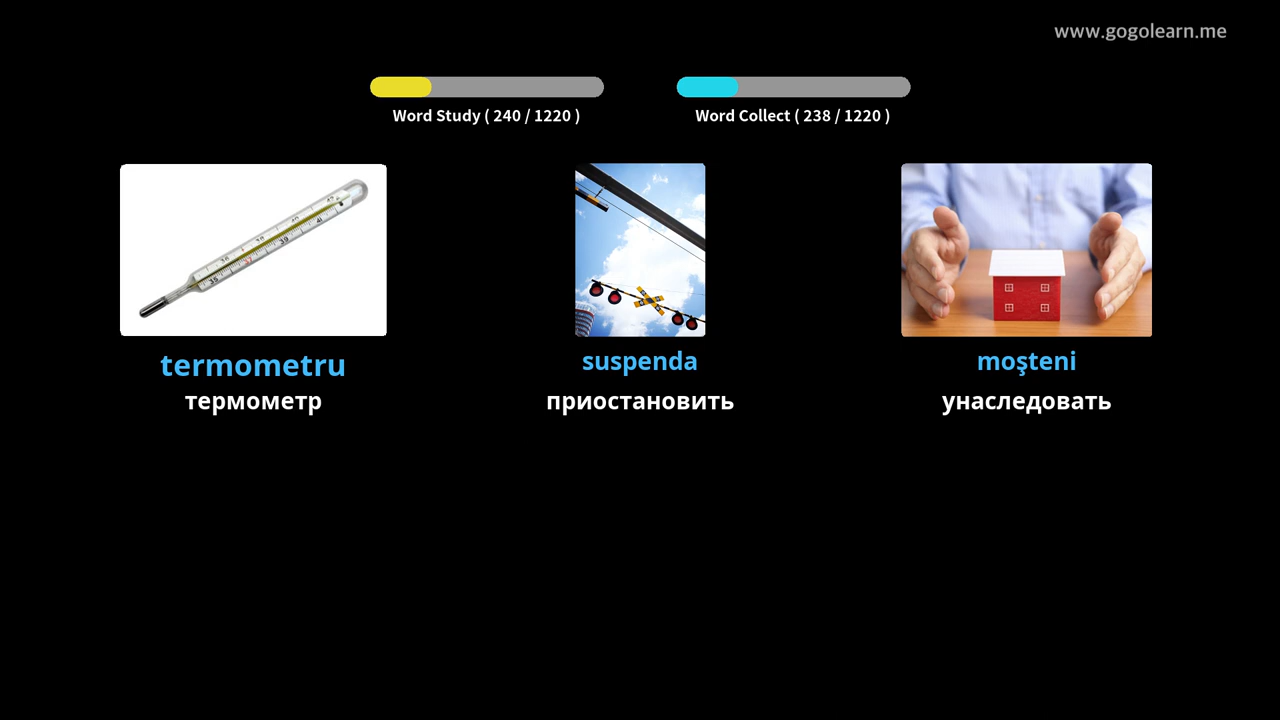 www.gogolearn.me
Word Study ( 240 / 1220 )
Word Collect ( 238 / 1220 )
termometru
термометр
suspenda
приостановить
moşteni
унаследовать